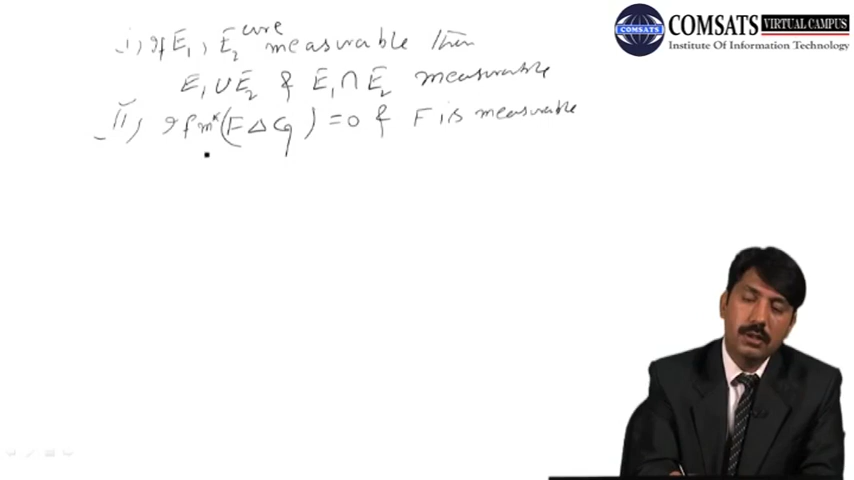 COMSATS VIRTUAL CAMPUS
Institute Of Information Technology
COMSATS
i) If E₁, E₂ are measurable then
E₁ ∪ E₂ & E₁ ∩ E₂ measurable
ii) If m*(F Δ G) = 0 & F is measurable